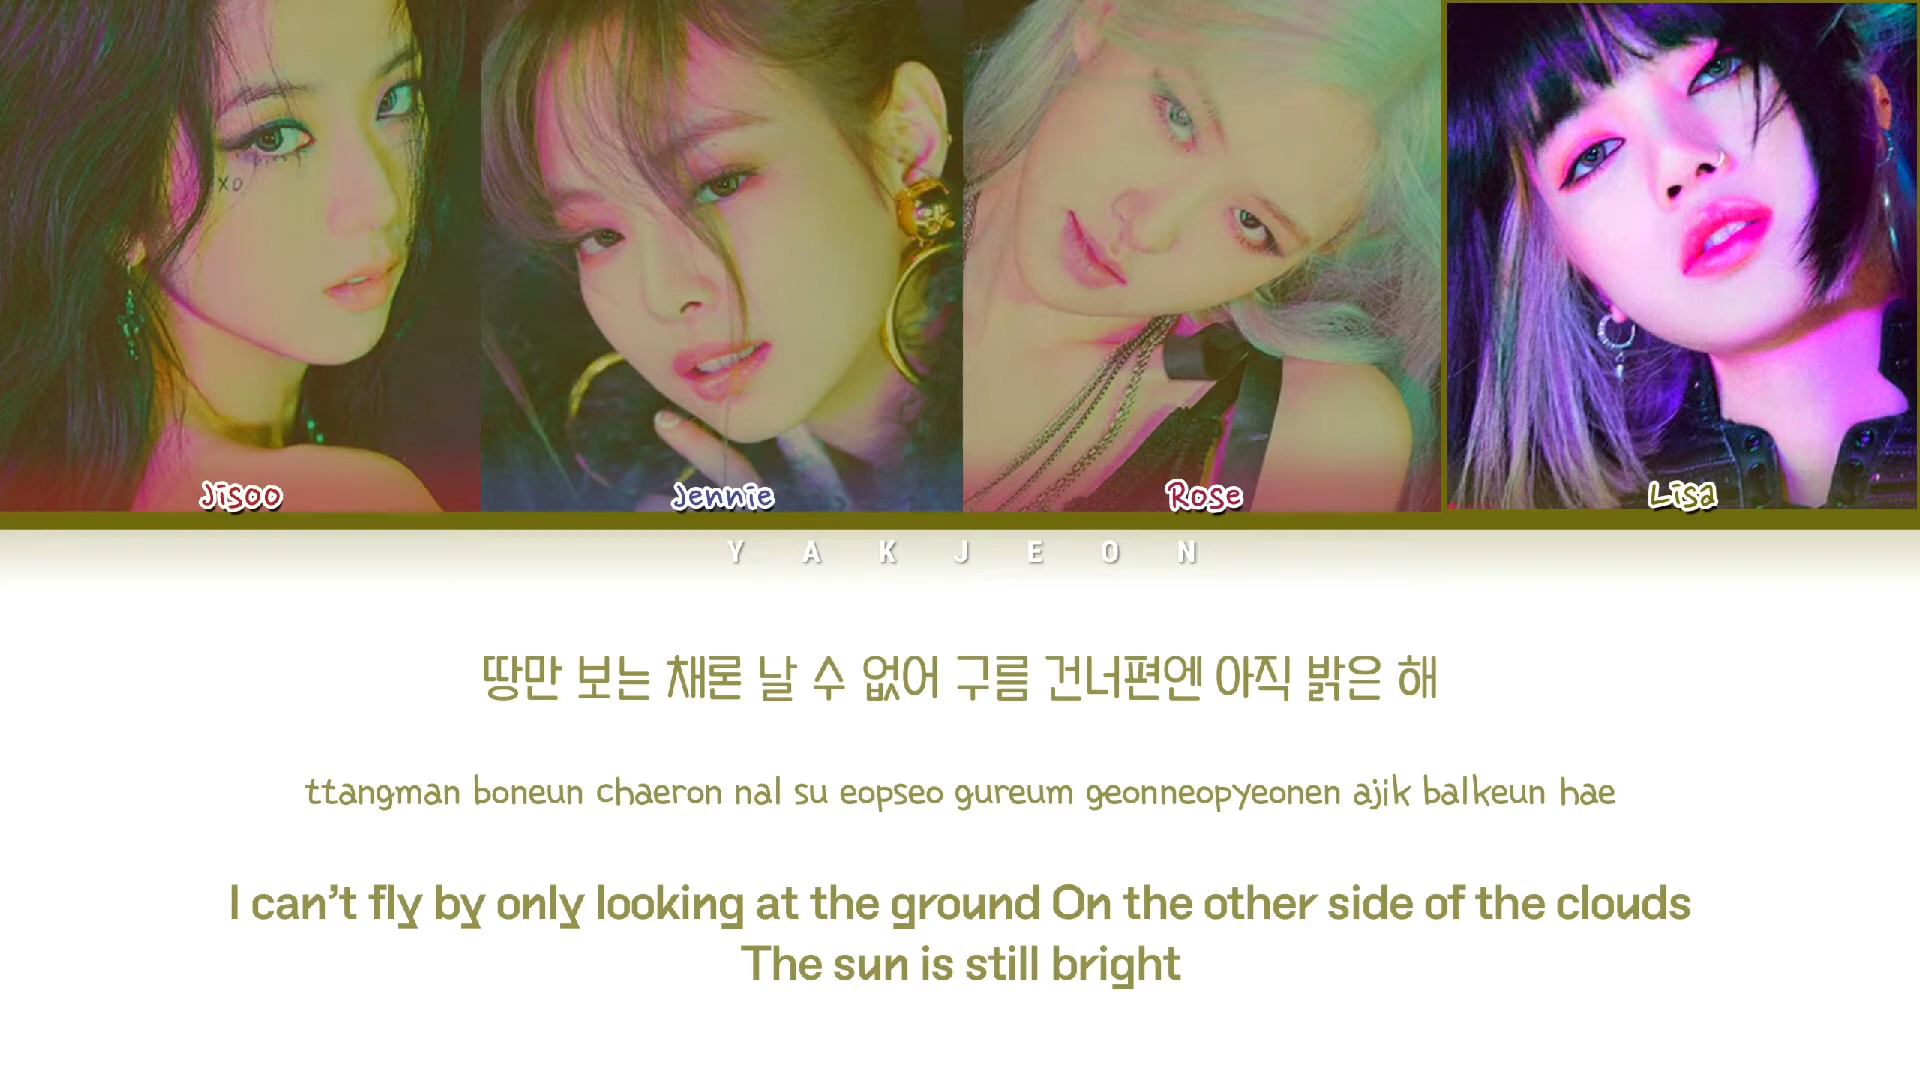 XO
Jisoo
Jennie
Rose
Lisa
YAKJEON
땅만 보는 채론 날 수 없어 구름 건너편엔 아직 밝은 해
ttangman boneun chaeron nal su eopseo gureum geonneopyeonen ajik balkeun hae
I can't fly by only looking at the ground On the other side of the clouds
The sun is still bright